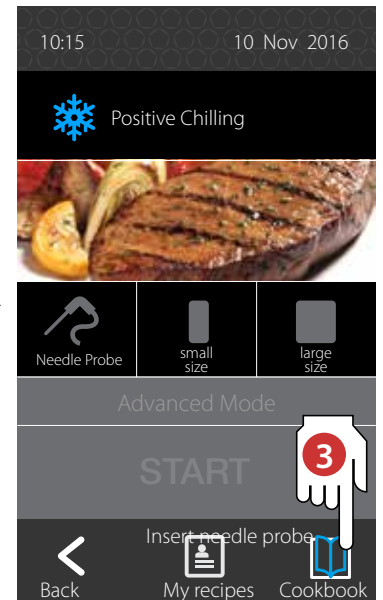 10:15 10 Nov 2016
Positive Chilling
Needle Probe
small
size
large
size
Advanced Mode
START
3
Insert needle probe
Back My recipes Cookbook